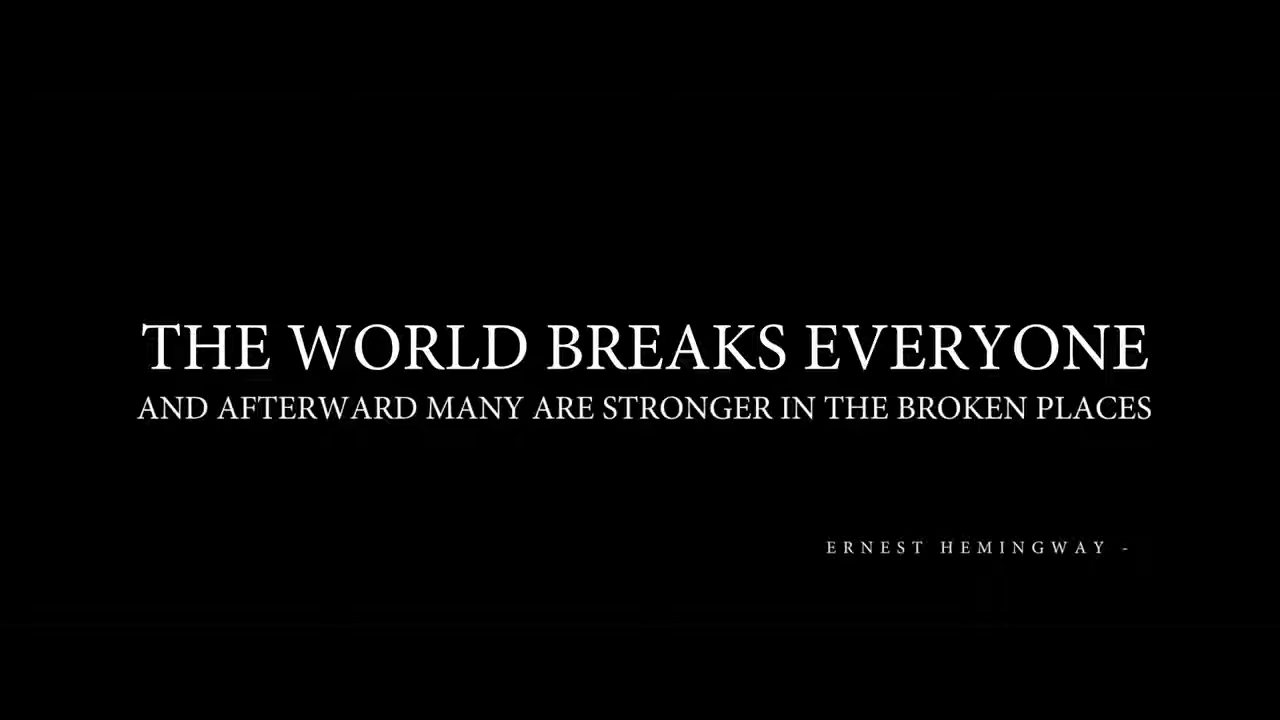 THE WORLD BREAKS EVERYONE
AND AFTERWARD MANY ARE STRONGER IN THE BROKEN PLACES
ERNEST HEMINGWAY -